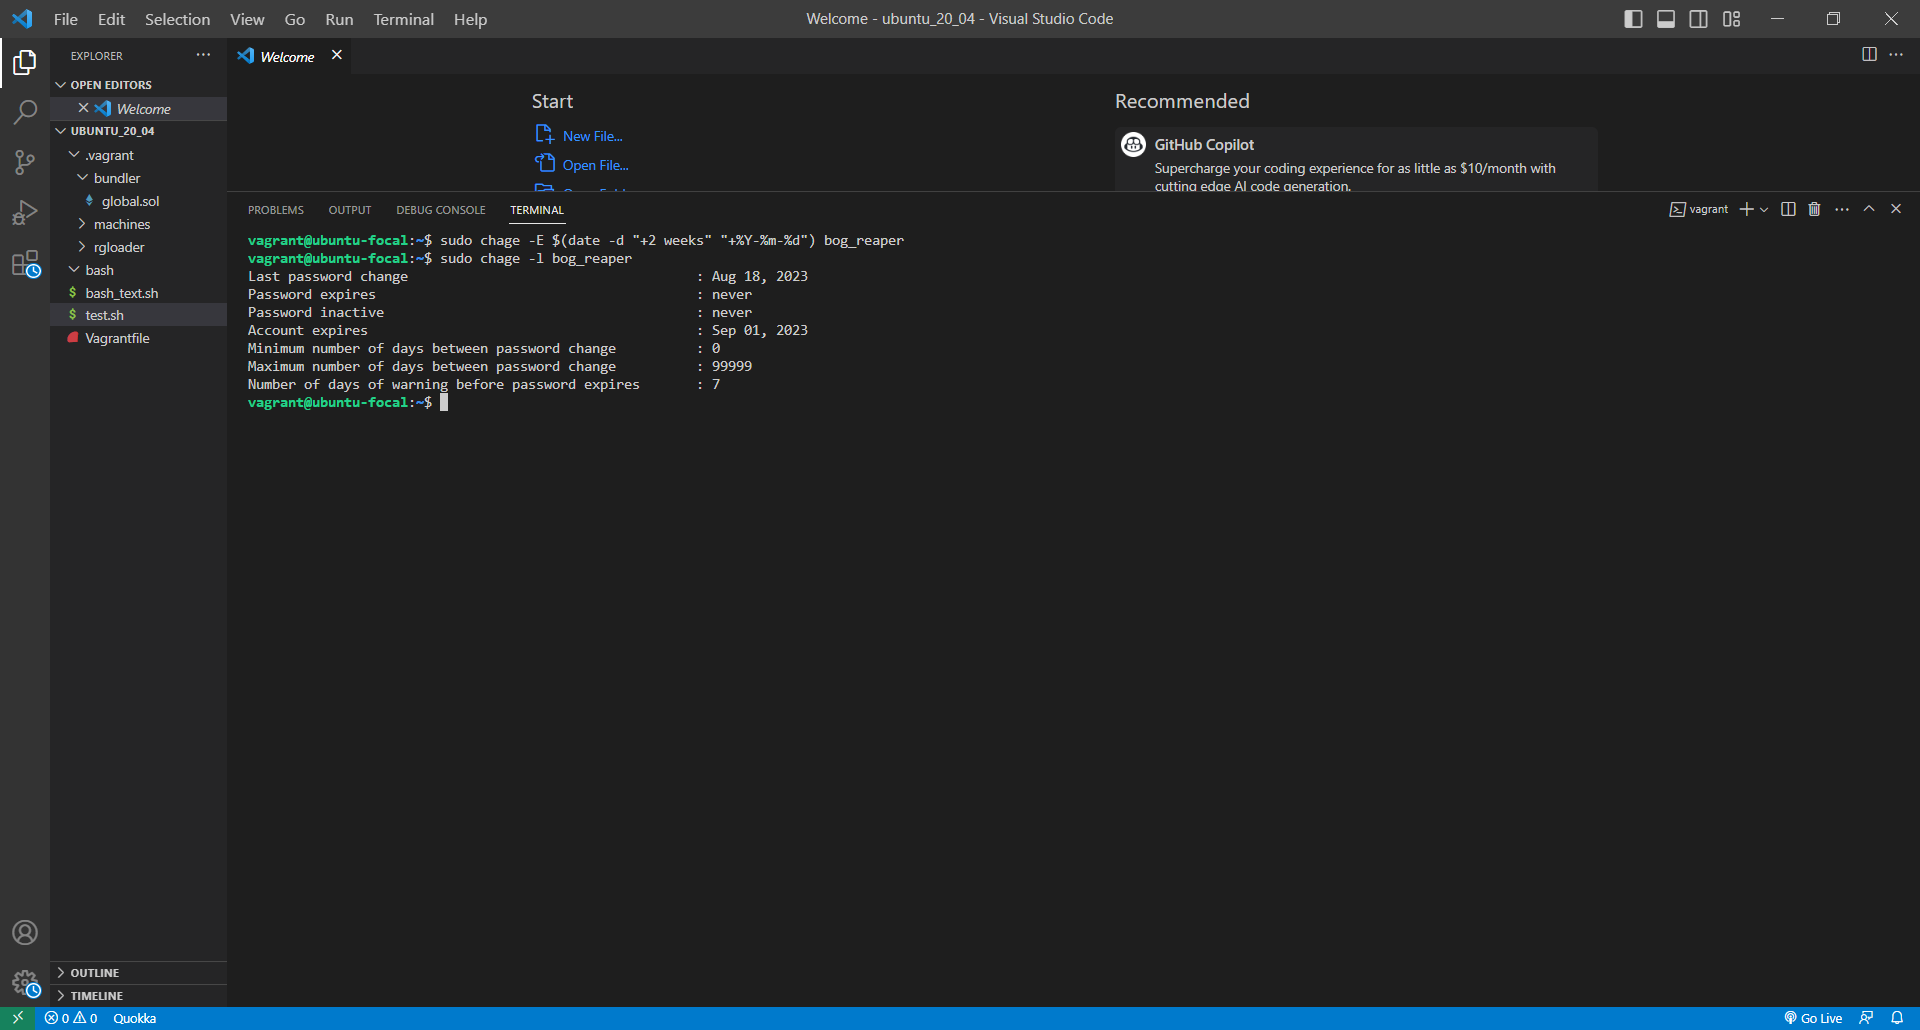 File Edit Selection View Go Run Terminal Help
Welcome - ubuntu_20_04 - Visual Studio Code
EXPLORER
OPEN EDITORS
Welcome
UBUNTU_20_04
.vagrant
bundler
global.sol
machines
rgloader
bash
$ bash_text.sh
$ test.sh
Vagrantfile
OUTLINE
TIMELINE
Welcome
Start
New File...
Open File...
Recommended
GitHub Copilot
Supercharge your coding experience for as little as $10/month with
cutting edge AI code generation.
PROBLEMS OUTPUT DEBUG CONSOLE TERMINAL
vagrant
vagrant@ubuntu-focal:~$ sudo chage -E $(date -d "+2 weeks" "+%Y-%m-%d") bog_reaper
vagrant@ubuntu-focal:~$ sudo chage -l bog_reaper
Last password change : Aug 18, 2023
Password expires : never
Password inactive : never
Account expires : Sep 01, 2023
Minimum number of days between password change : 0
Maximum number of days between password change : 99999
Number of days of warning before password expires : 7
vagrant@ubuntu-focal:~$
0 0 Quokka
Go Live